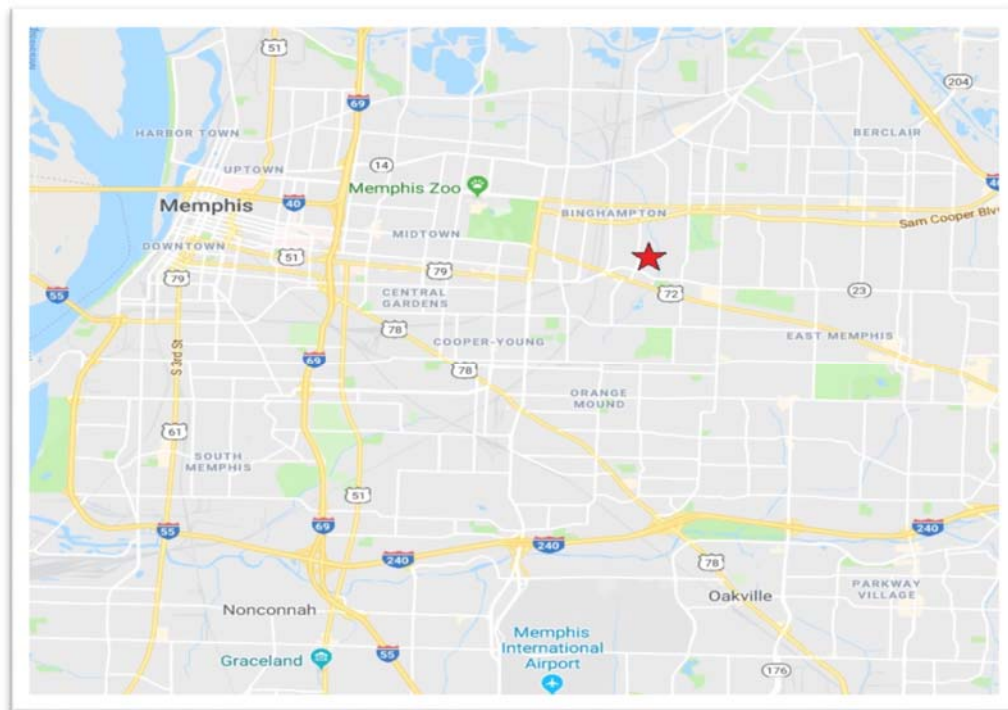 51
204
69
HARBOR TOWN
BERCLAIR
14
UPTOWN
Memphis Zoo
40
Memphis
BINGHAMPTON
Sam Cooper Blv
MIDTOWN
DOWNTOWN
51
79
79
55
CENTRAL
GARDENS
72
23
78
EAST MEMPHIS
COOPER-YOUNG
S 3rd St
69
78
ORANGE
MOUND
61
SOUTH
MEMPHIS
51
55
69
240
240
240
78
Nonconnah
Oakville
PARKWAY
VILLAGE
Memphis
International
Airport
Graceland
55
176